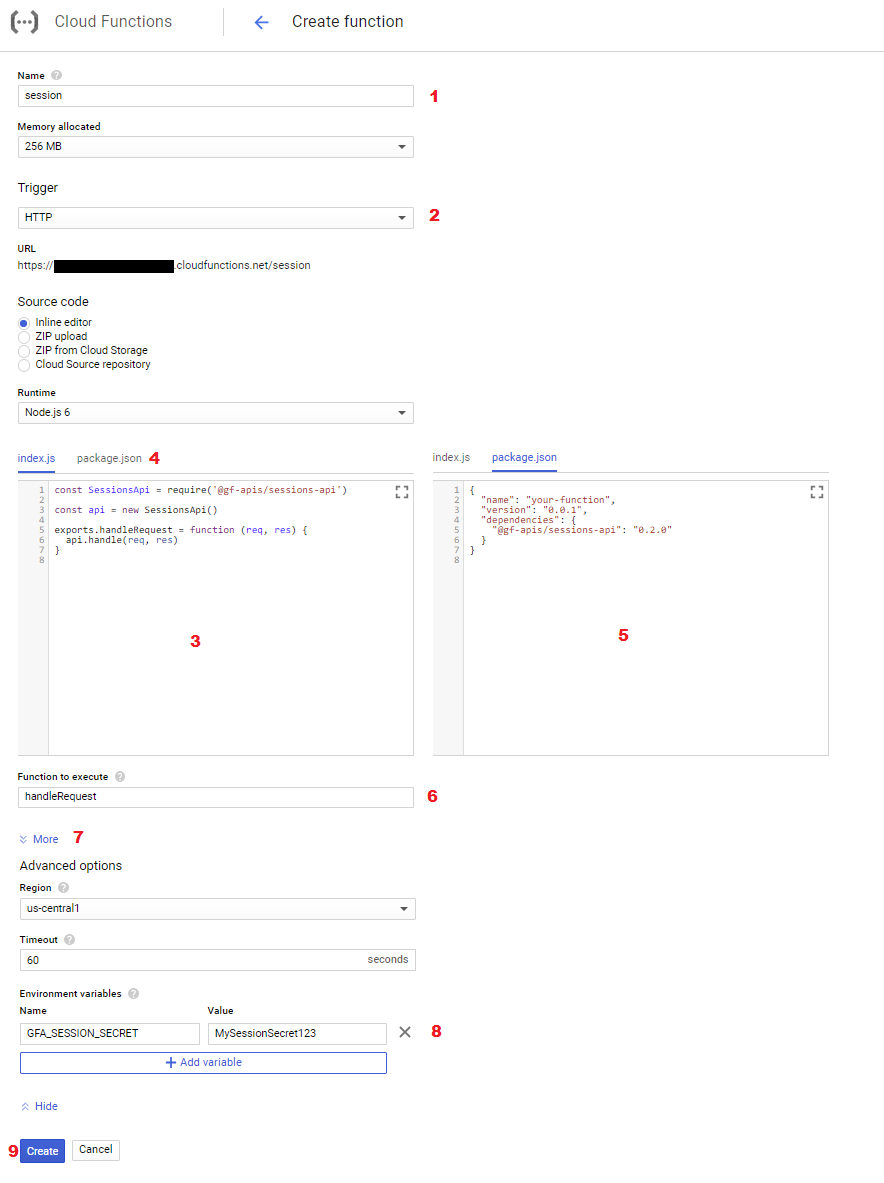 Cloud Functions
Create function
Name ?
session
1
Memory allocated
256 MB
Trigger
HTTP
2
URL
https:// .cloudfunctions.net/session
Source code
Inline editor
ZIP upload
ZIP from Cloud Storage
Cloud Source repository
Runtime
Node.js 6
index.js package.json 4
1 const SessionsApi = require('@gf-apis/sessions-api')
2
3 const api = new SessionsApi()
4
5 exports.handleRequest = function (req, res) {
6 api.handle(req, res)
7 }
8
3
index.js package.json
1 {
2 "name": "your-function",
3 "version": "0.0.1",
4 "dependencies": {
5 "@gf-apis/sessions-api": "0.2.0"
6 }
7 }
8
5
Function to execute ?
handleRequest
6
More 7
Advanced options
Region ?
us-central1
Timeout ?
60 seconds
Environment variables ?
Name Value
GFA_SESSION_SECRET MySessionSecret123 8
+ Add variable
Hide
9 Create Cancel